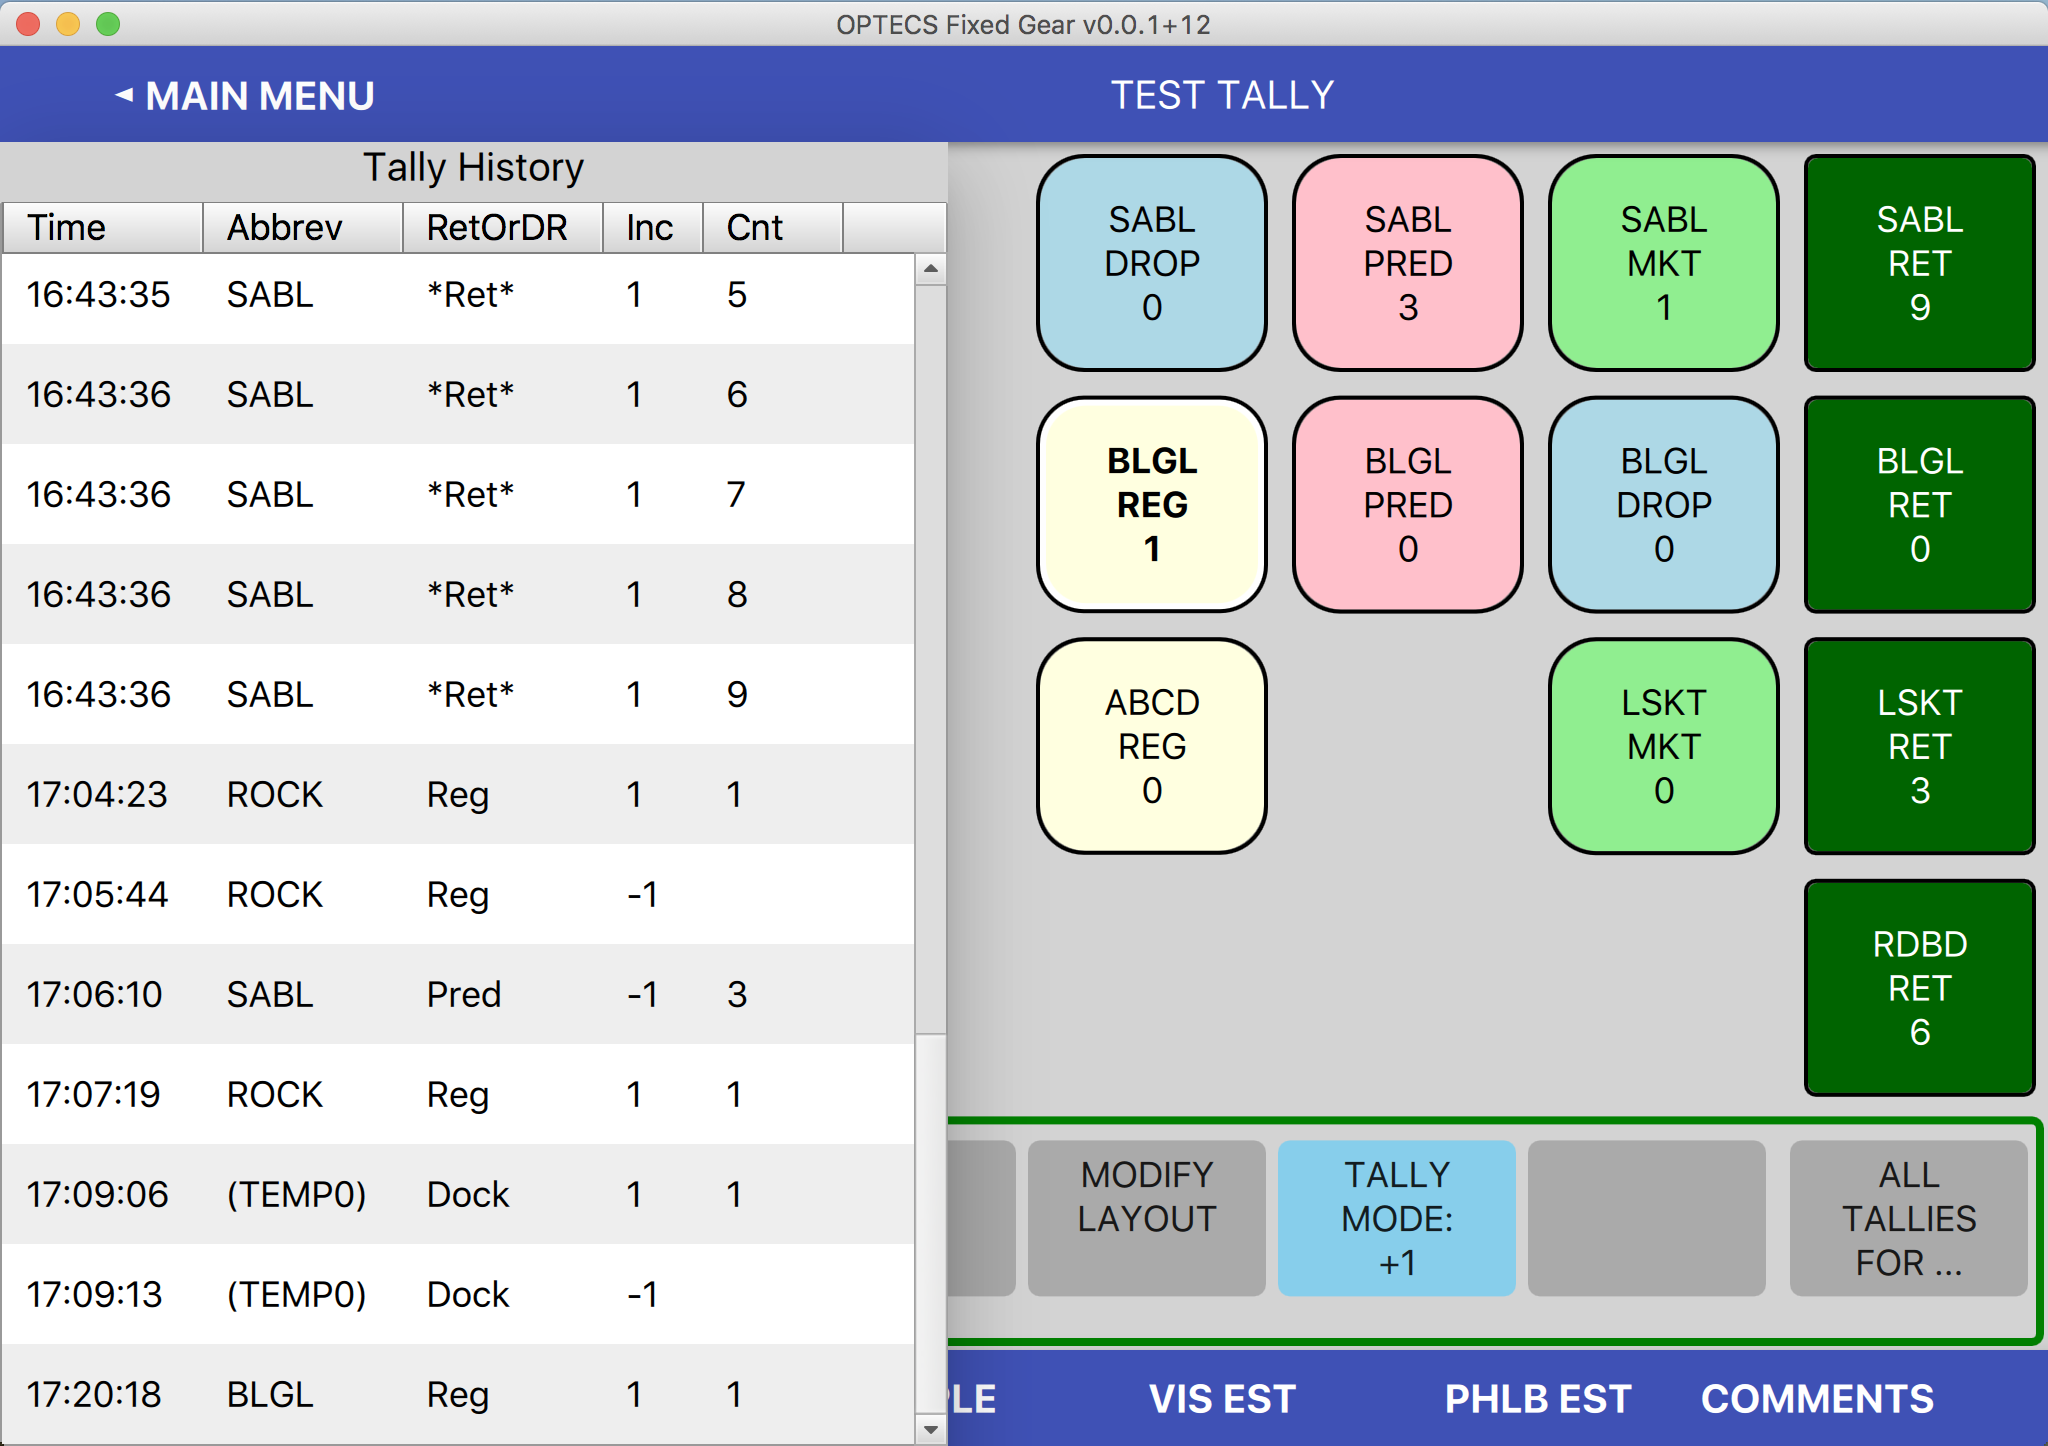 OPTECS Fixed Gear v0.0.1+12
MAIN MENU
TEST TALLY
Tally History
Time Abbrev RetOrDR Inc Cnt
16:43:35 SABL *Ret* 1 5
16:43:36 SABL *Ret* 1 6
16:43:36 SABL *Ret* 1 7
16:43:36 SABL *Ret* 1 8
16:43:36 SABL *Ret* 1 9
17:04:23 ROCK Reg 1 1
17:05:44 ROCK Reg -1
17:06:10 SABL Pred -1 3
17:07:19 ROCK Reg 1 1
17:09:06 (TEMP0) Dock 1 1
17:09:13 (TEMP0) Dock -1
17:20:18 BLGL Reg 1 1
SABL
DROP
0
SABL
PRED
3
SABL
MKT
1
SABL
RET
9
BLGL
REG
1
BLGL
PRED
0
BLGL
DROP
0
BLGL
RET
0
ABCD
REG
0
LSKT
MKT
0
LSKT
RET
3
RDBD
RET
6
MODIFY
LAYOUT
TALLY
MODE:
+1
ALL
TALLIES
FOR ...
VIS EST
PHLB EST
COMMENTS